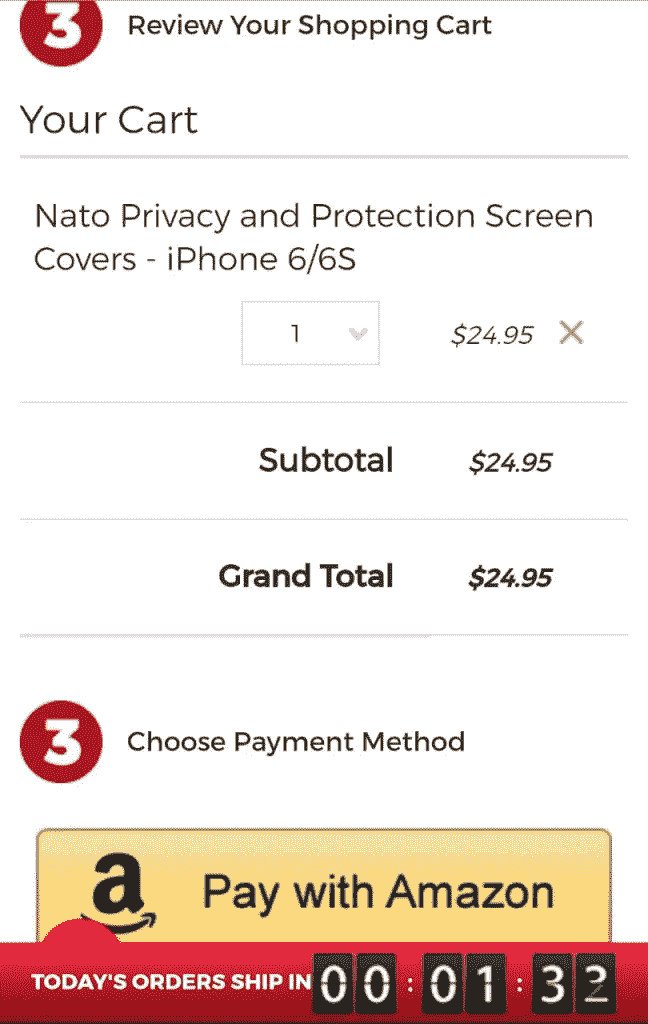 3 Review Your Shopping Cart
Your Cart
Nato Privacy and Protection Screen
Covers - iPhone 6/6S
1 $24.95
Subtotal $24.95
Grand Total $24.95
3 Choose Payment Method
a Pay with Amazon
TODAY'S ORDERS SHIP IN 00 : 01 : 32